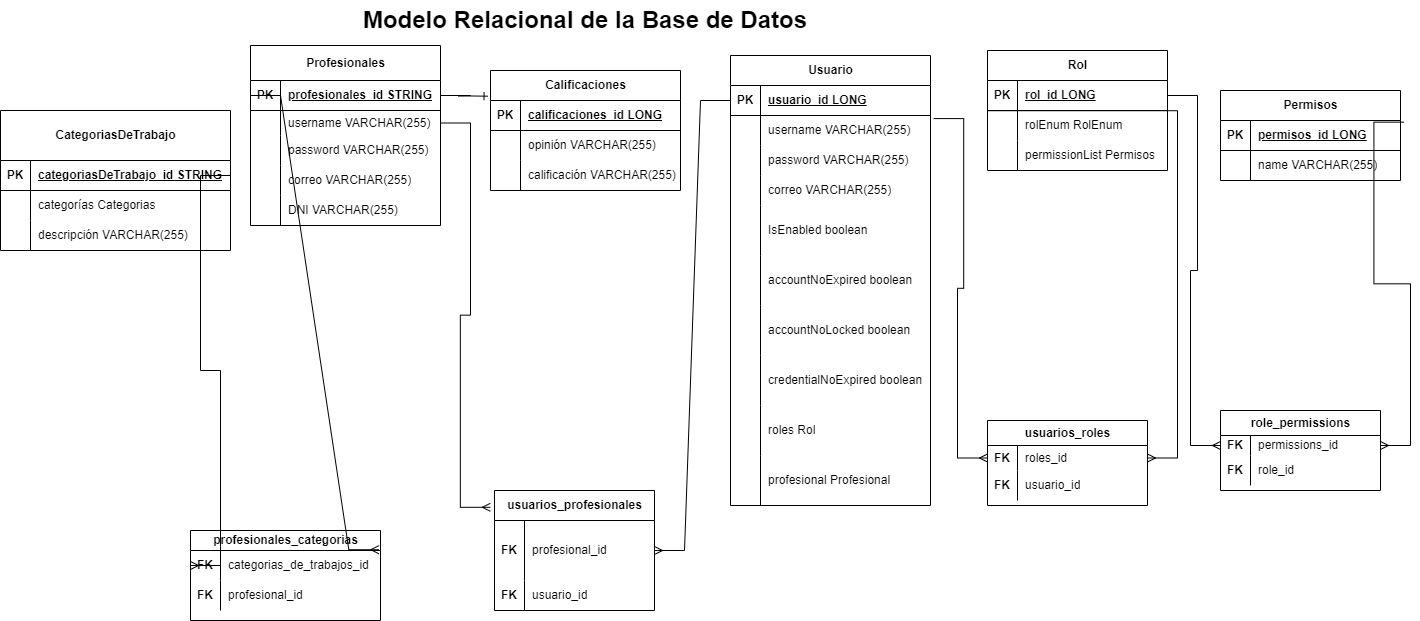 Modelo Relacional de la Base de Datos
CategoriasDeTrabajo
PK categoriasDeTrabajo_id STRING
categorías Categorias
descripción VARCHAR(255)
Profesionales
PK profesionales_id STRING
username VARCHAR(255)
password VARCHAR(255)
correo VARCHAR(255)
DNI VARCHAR(255)
Calificaciones
PK calificaciones_id LONG
opinión VARCHAR(255)
calificación VARCHAR(255)
Usuario
PK usuario_id LONG
username VARCHAR(255)
password VARCHAR(255)
correo VARCHAR(255)
IsEnabled boolean
accountNoExpired boolean
accountNoLocked boolean
credentialNoExpired boolean
roles Rol
profesional Profesional
Rol
PK rol_id LONG
rolEnum RolEnum
permissionList Permisos
Permisos
PK permisos_id LONG
name VARCHAR(255)
profesionales_categorias
FK categorias_de_trabajos_id
FK profesional_id
usuarios_profesionales
FK profesional_id
FK usuario_id
usuarios_roles
FK roles_id
FK usuario_id
role_permissions
FK permissions_id
FK role_id